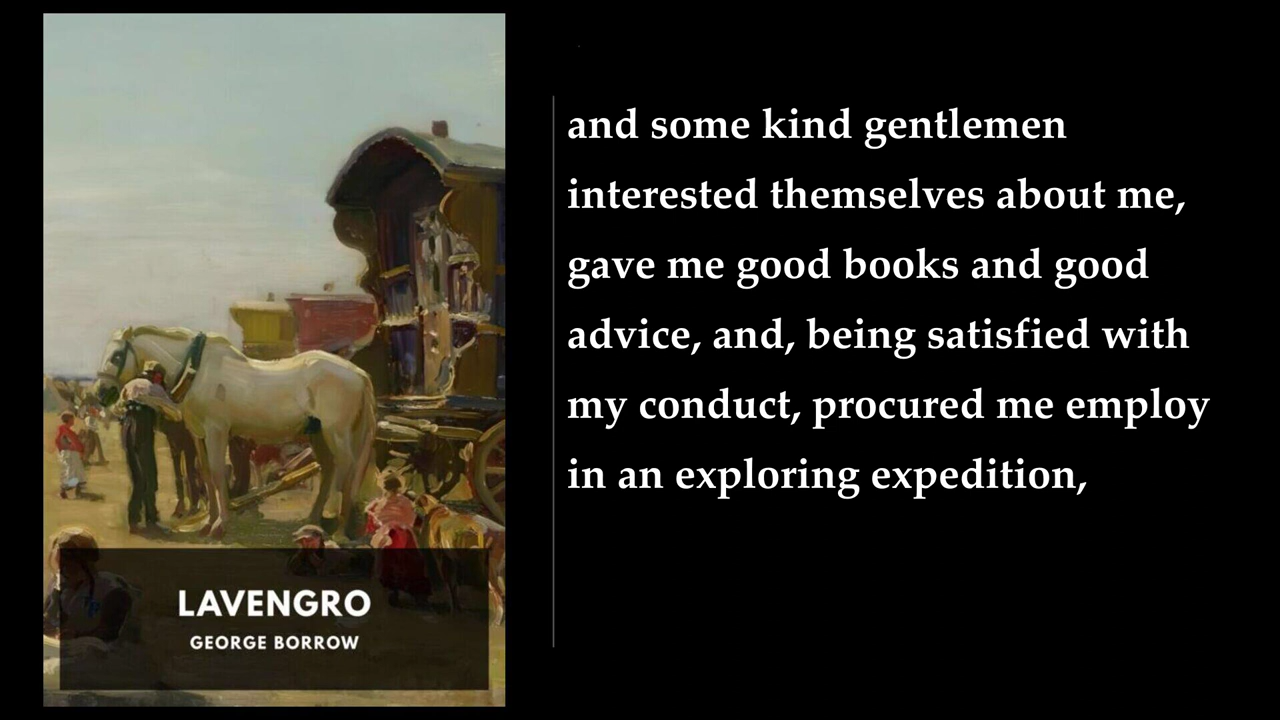 and some kind gentlemen
interested themselves about me,
gave me good books and good
advice, and, being satisfied with
my conduct, procured me employ
in an exploring expedition,
LAVENGRO
GEORGE BORROW